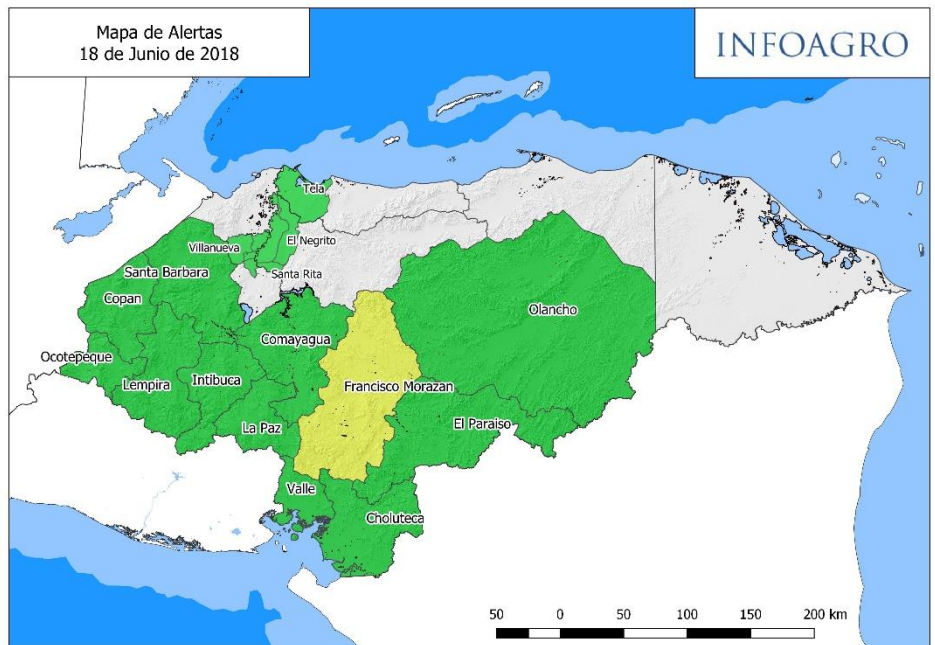 Mapa de Alertas
18 de Junio de 2018
INFOAGRO
Tela
El Negrito
Villanueva
Santa Rita
Santa Barbara
Copan
Olancho
Comayagua
Ocotepeque
Intibuca
Lempira
Francisco Morazan
La Paz
El Paraiso
Valle
Choluteca
50 0 50 100 150 200 km